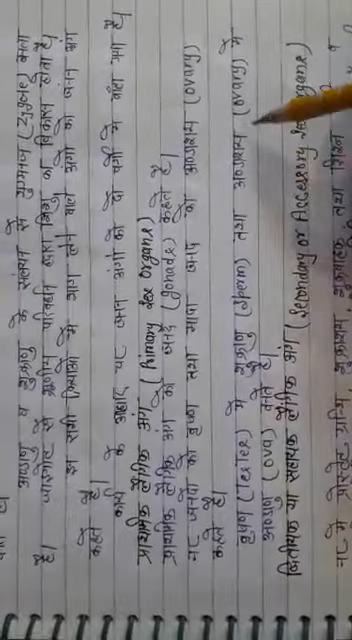 अण्डाणु व शुक्राणु के संलयन से युग्मनज (Zygote) बनता
है। जाइगोट से भ्रूणीय परिवर्धन द्वारा शिशु का विकास होता है।
इन सभी क्रियाओं में भाग लेने वाले अंगों को जनन अंग
कहते हैं।
कार्यो के आधार पर जनन अंगों को दो वर्गो में बाँटा गया है।
प्राथमिक लैंगिक अंग (Primary Sex Organs)
प्राथमिक लैंगिक अंग को जनद (Gonads) कहते हैं।
नर जनदों को वृषण तथा मादा जनद को अण्डाशय (ovary)
कहते हैं।
वृषण (Testes) में शुक्राणु (Sperm) तथा अण्डाशय (ovary) में
अण्डाणु (ova) बनते हैं।
द्वितीयक या सहायक लैंगिक अंग (Secondary or Accessory Sex Organs)
नर में प्रोस्टेट ग्रन्थि, शुक्राशय, शुक्रवाहक, तथा शिश्न